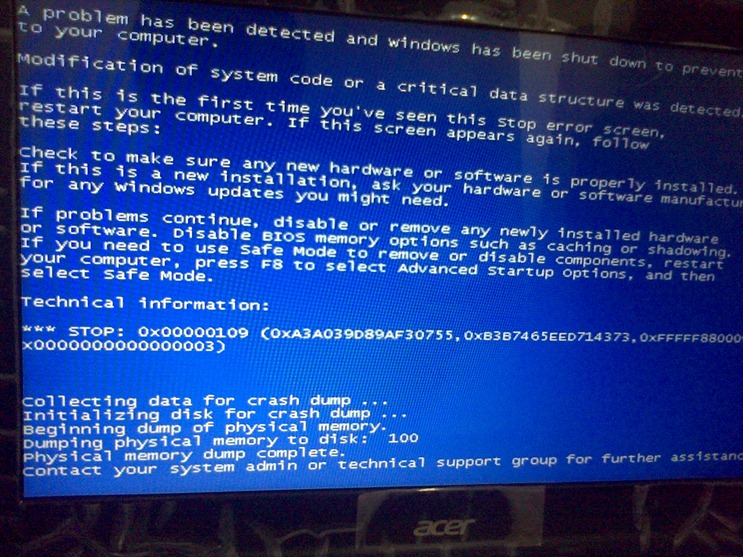 A problem has been detected and windows has been shut down to prevent
to your computer.
Modification of system code or a critical data structure was detected.
If this is the first time you've seen this Stop error screen,
restart your computer. If this screen appears again, follow
these steps:
Check to make sure any new hardware or software is properly installed.
If this is a new installation, ask your hardware or software manufactur
for any windows updates you might need.
If problems continue, disable or remove any newly installed hardware
or software. Disable BIOS memory options such as caching or shadowing.
If you need to use Safe Mode to remove or disable components, restart
your computer, press F8 to select Advanced Startup Options, and then
select Safe Mode.
Technical information:
*** STOP: 0x00000109 (0xA3A039D89AF30755,0xB3B7465EED714373,0xFFFFF88000
x0000000000000003)
Collecting data for crash dump ...
Initializing disk for crash dump ...
Beginning dump of physical memory.
Dumping physical memory to disk: 100
Physical memory dump complete.
Contact your system admin or technical support group for further assistanc
acer